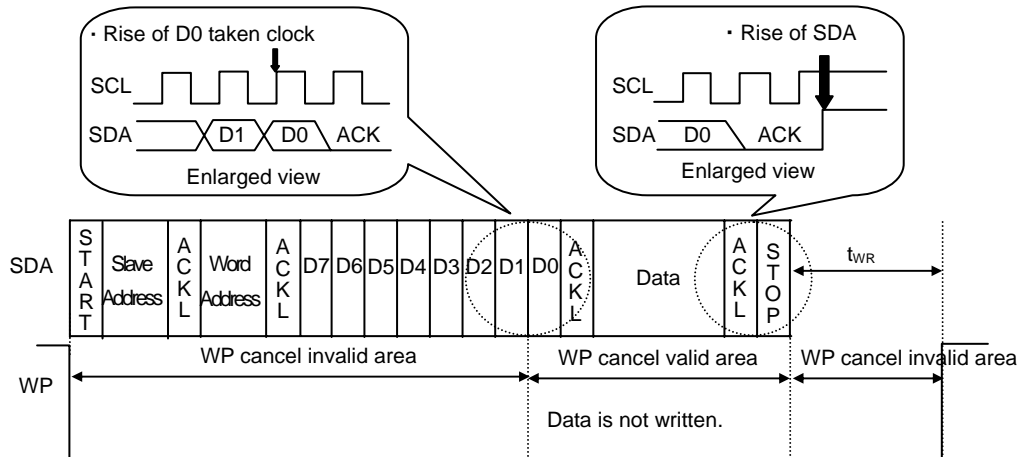 · Rise of D0 taken clock
SCL
SDA
D1
D0
ACK
Enlarged view
· Rise of SDA
SCL
SDA
D0
ACK
Enlarged view
SDA
START
Slave
Address
ACKL
Word
Address
ACKL
D7
D6
D5
D4
D3
D2
D1
D0
ACKL
Data
ACKL
STOP
tWR
WP
WP cancel invalid area
WP cancel valid area
WP cancel invalid area
Data is not written.